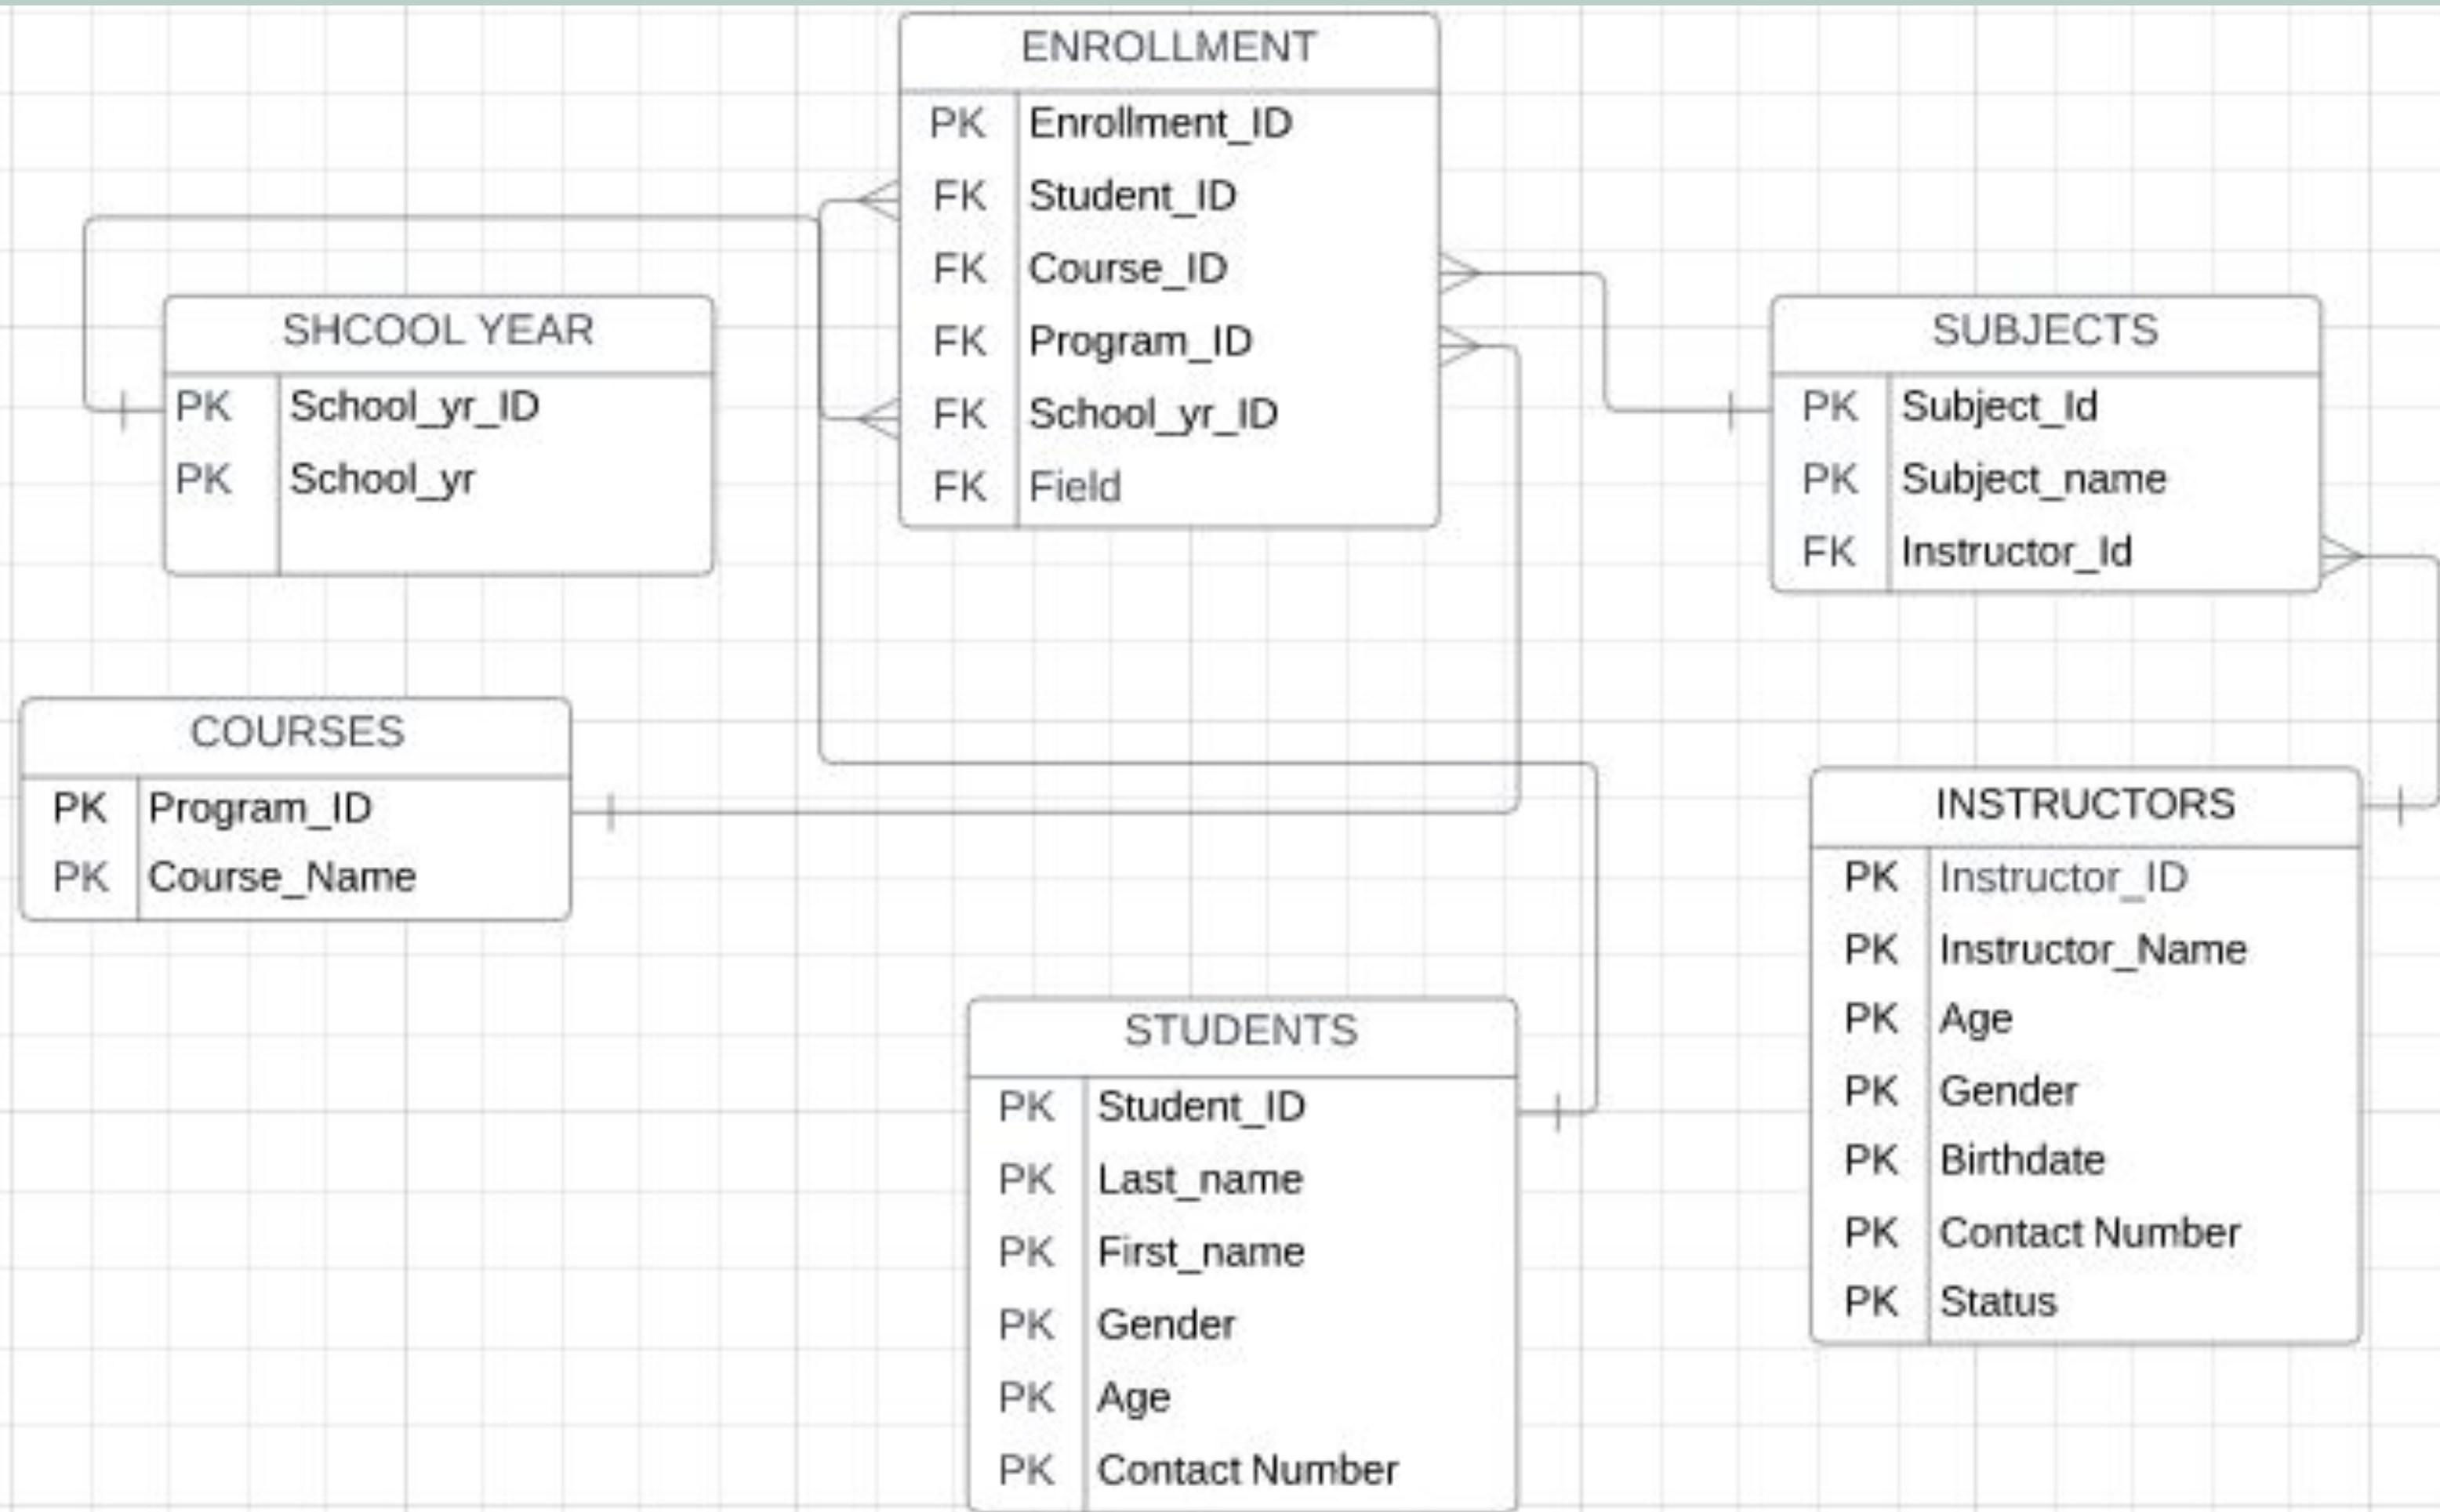 ENROLLMENT
PK Enrollment_ID
FK Student_ID
FK Course_ID
FK Program_ID
FK School_yr_ID
FK Field
SHCOOL YEAR
PK School_yr_ID
PK School_yr
SUBJECTS
PK Subject_Id
PK Subject_name
FK Instructor_Id
COURSES
PK Program_ID
PK Course_Name
INSTRUCTORS
PK Instructor_ID
PK Instructor_Name
PK Age
PK Gender
PK Birthdate
PK Contact Number
PK Status
STUDENTS
PK Student_ID
PK Last_name
PK First_name
PK Gender
PK Age
PK Contact Number